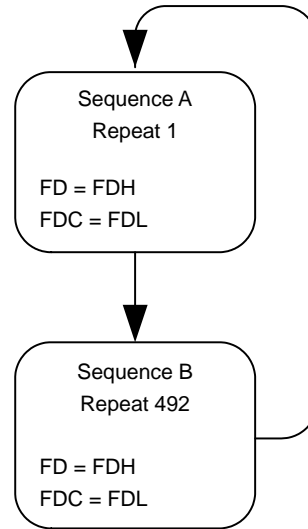 Sequence A
Repeat 1
FD = FDH
FDC = FDL
Sequence B
Repeat 492
FD = FDH
FDC = FDL